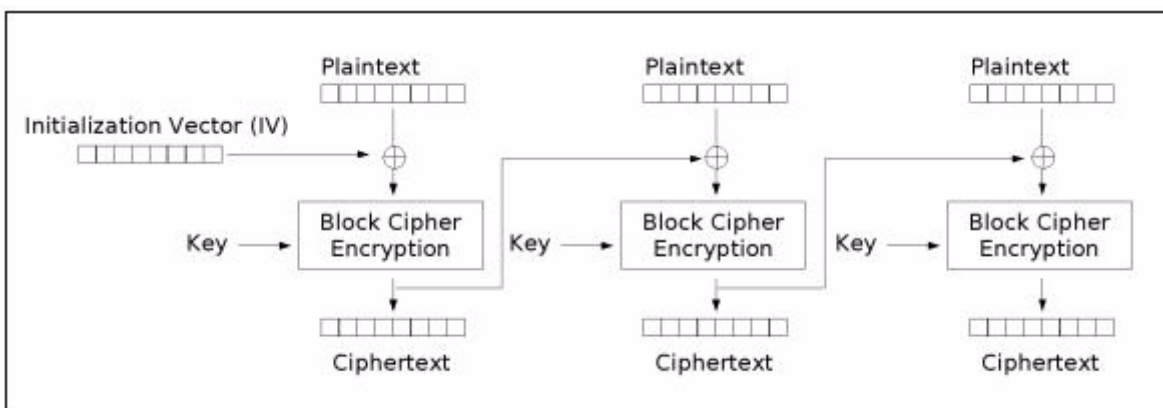 Plaintext
Plaintext
Plaintext
Initialization Vector (IV)
Key
Block Cipher
Encryption
Key
Block Cipher
Encryption
Key
Block Cipher
Encryption
Ciphertext
Ciphertext
Ciphertext